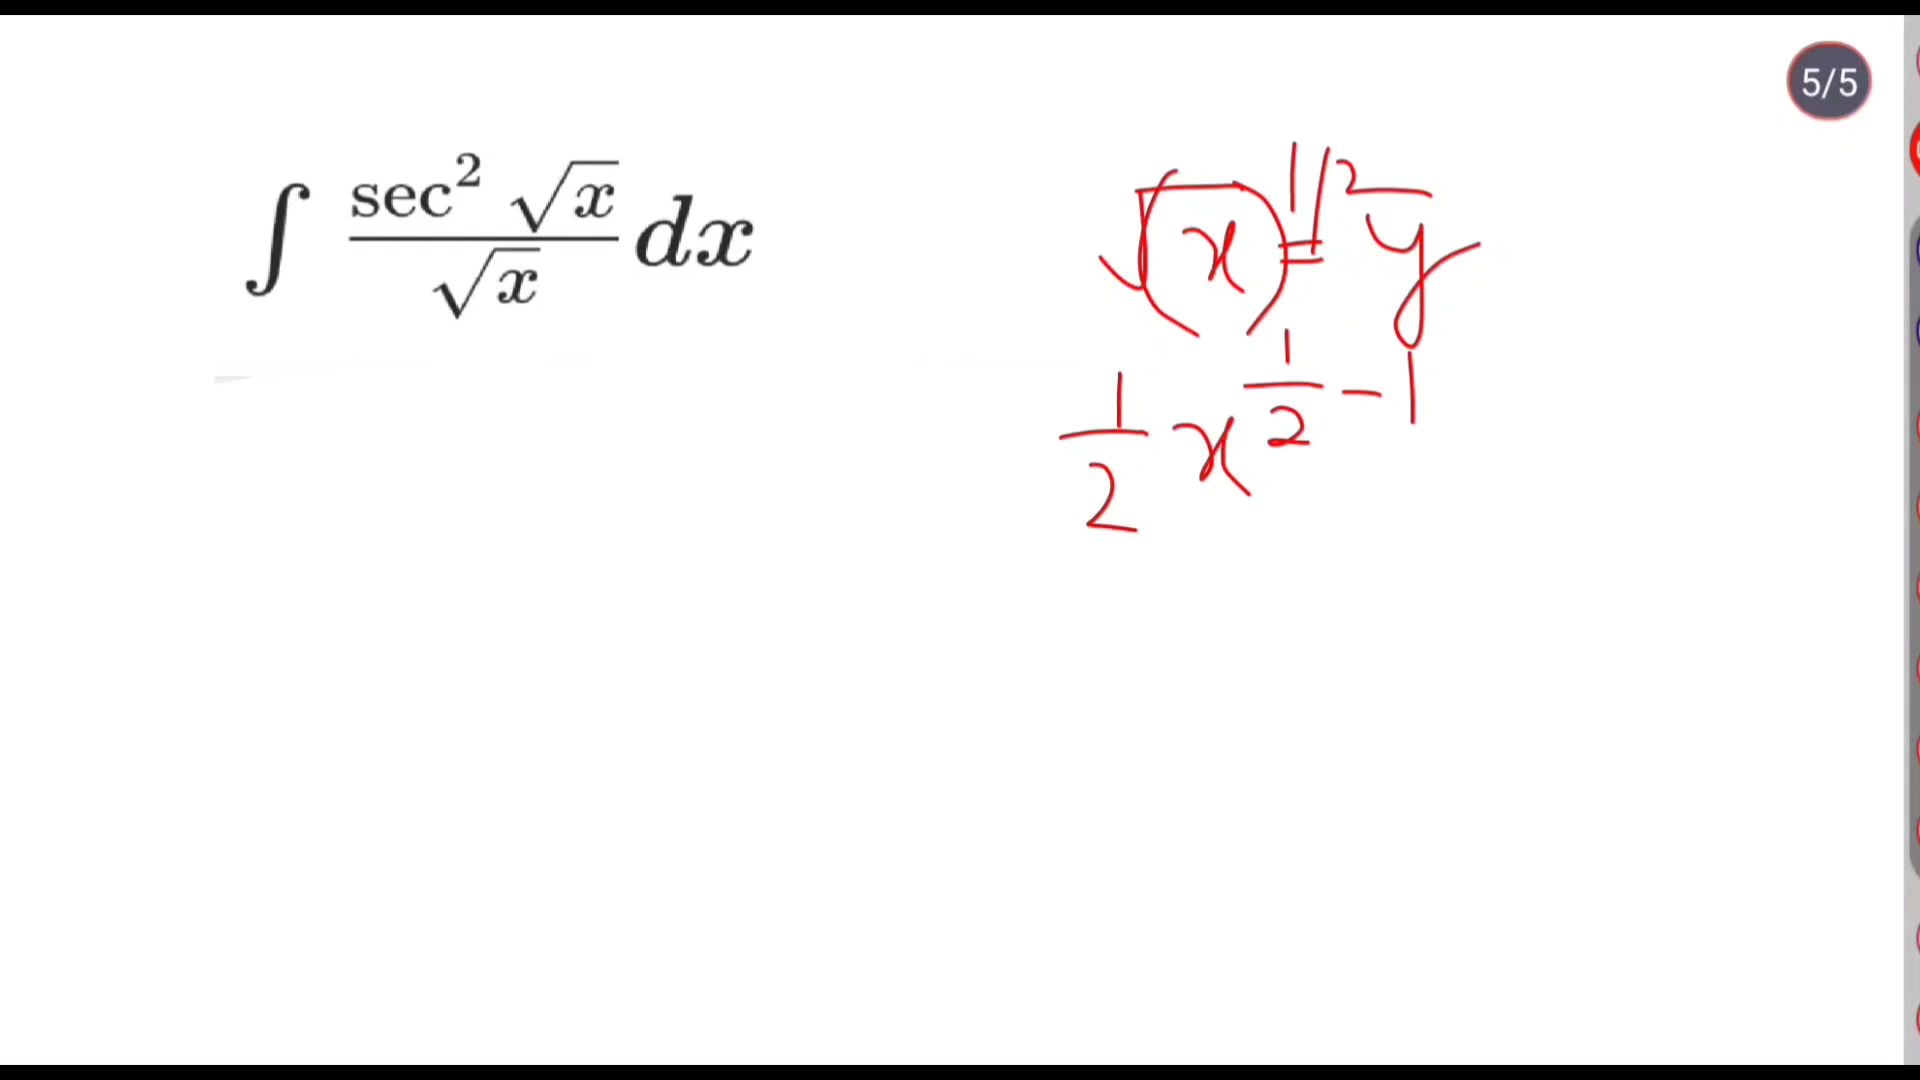 5/5
∫ sec² √x / √x dx
√(x)^1/2 = y
1/2 x^1/2 - 1